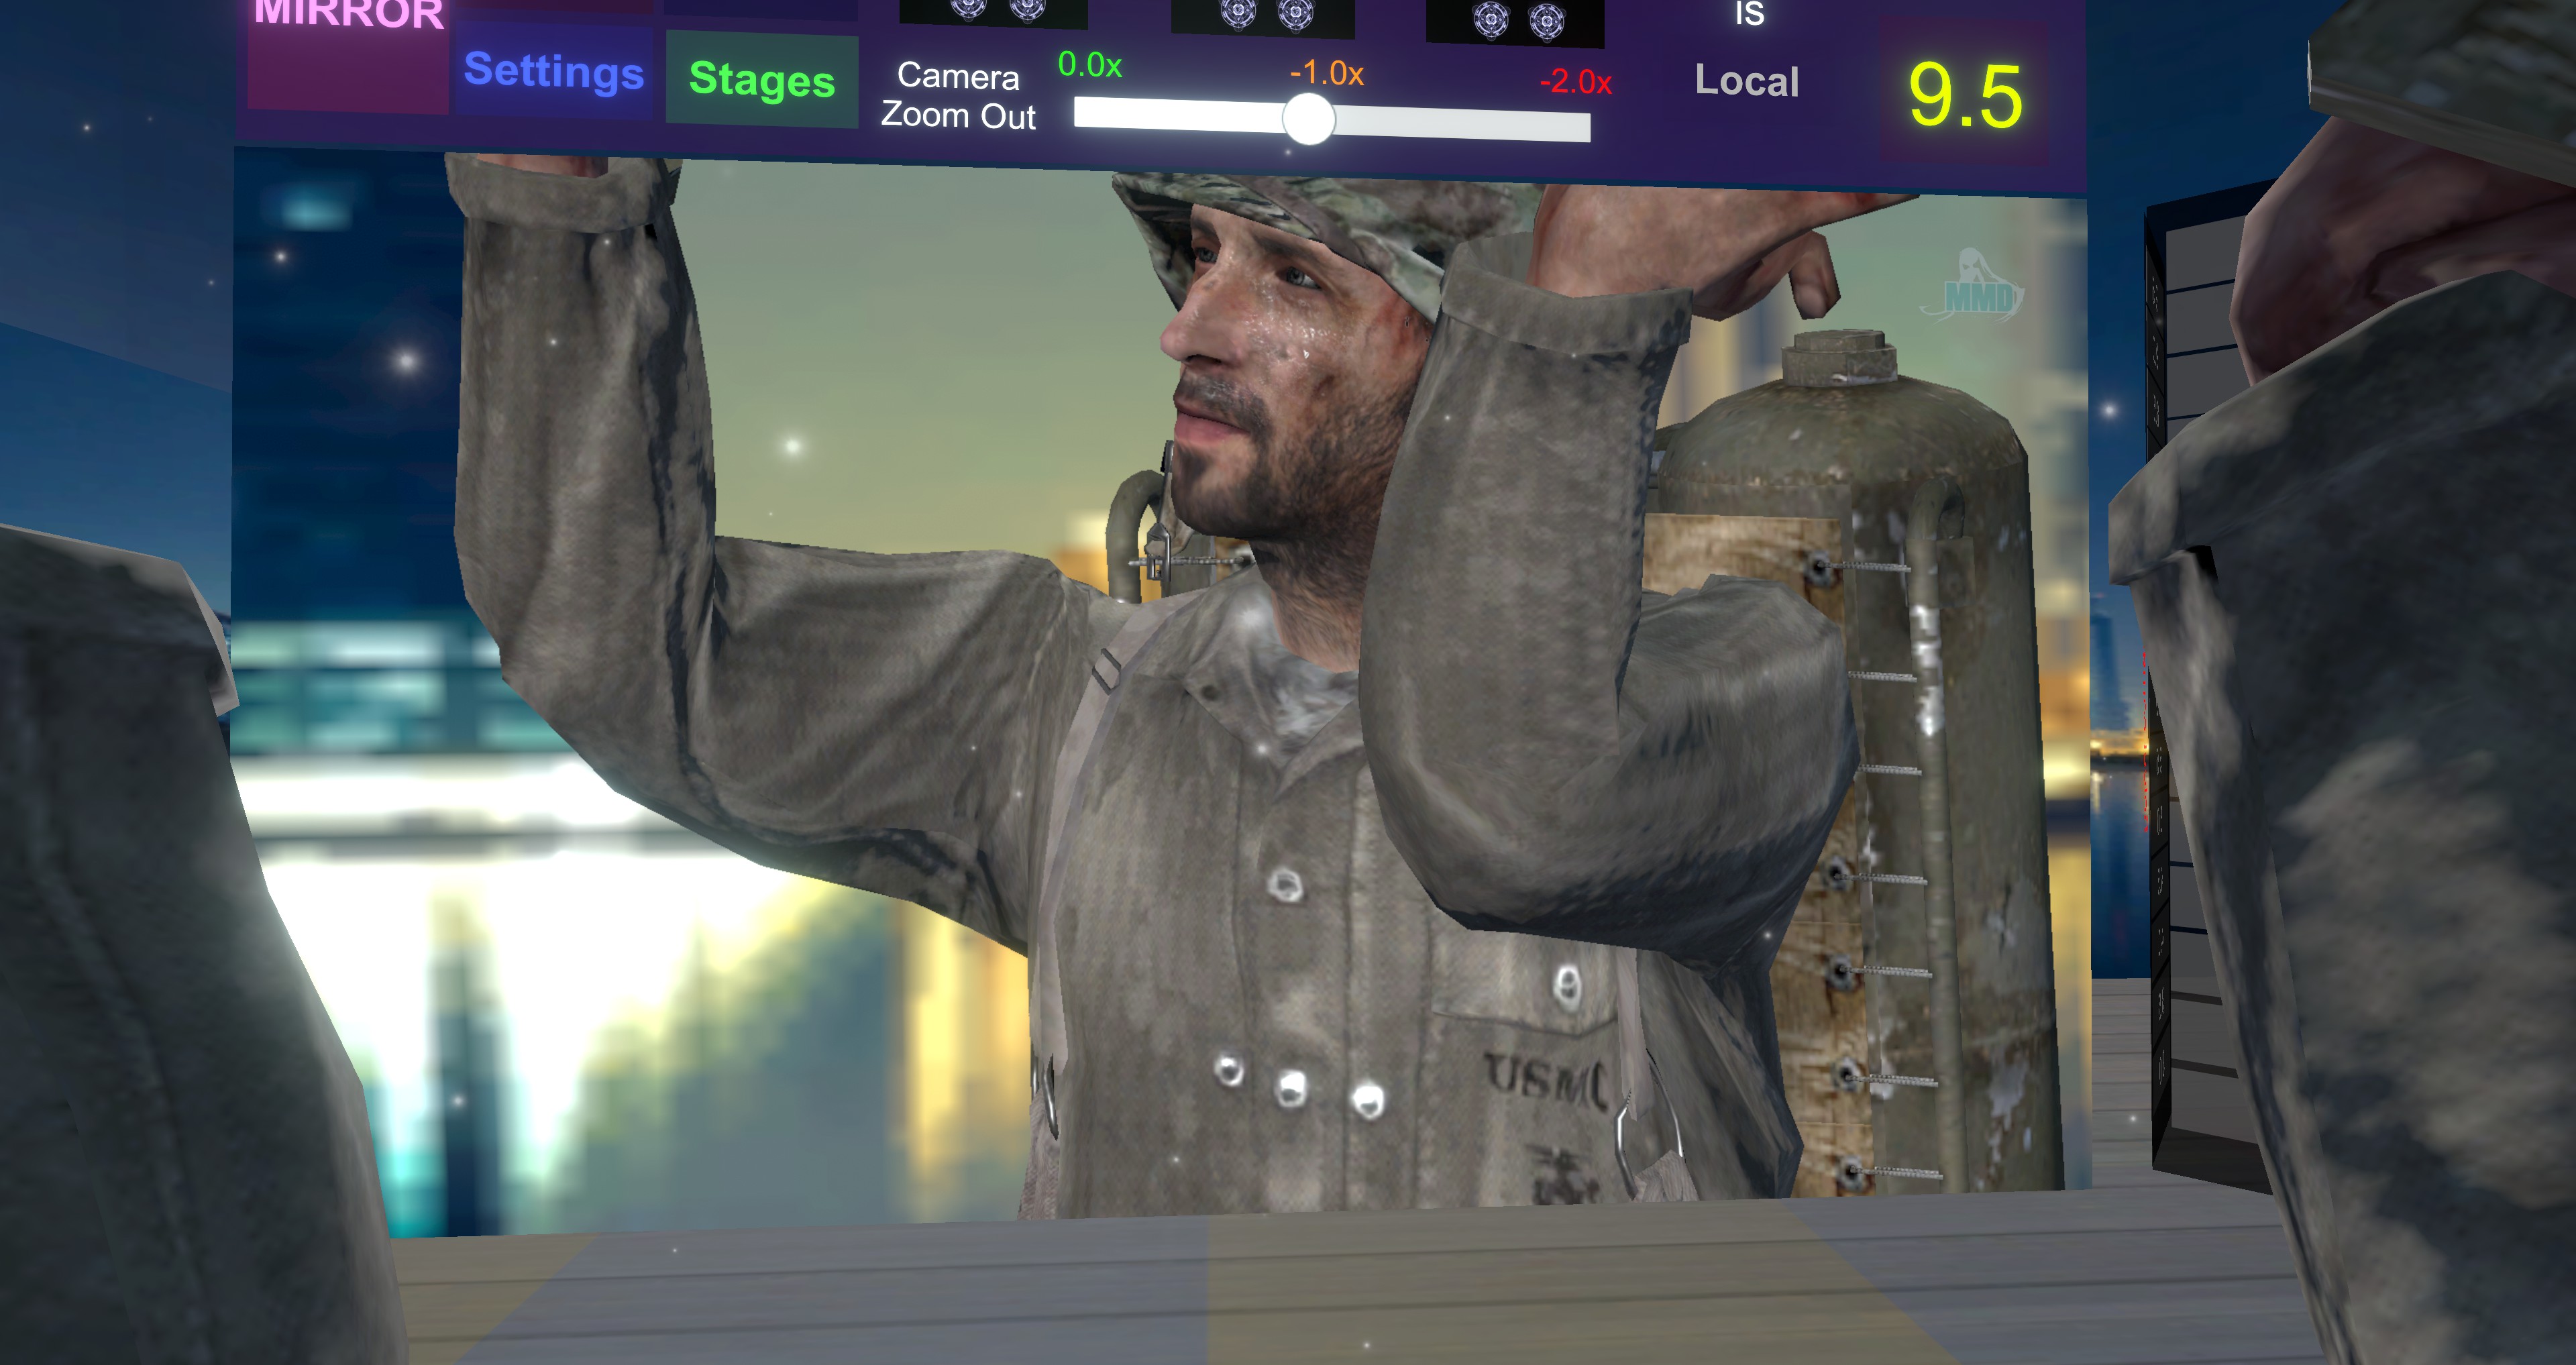 MIRROR
Settings
Stages
Camera
Zoom Out
0.0x
-1.0x
-2.0x
is
Local
9.5
MMD
USMC